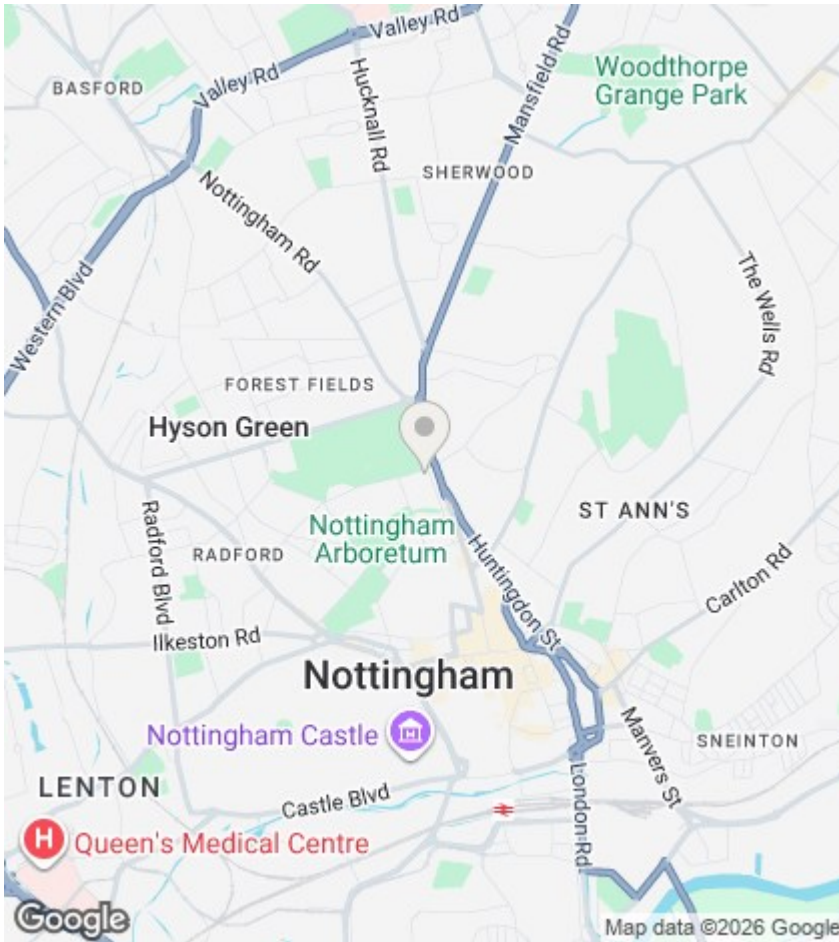 Valley Rd
BASFORD
Valley Rd
Hucknall Rd
Mansfield Rd
Woodthorpe
Grange Park
SHERWOOD
Nottingham Rd
Western Blvd
The Wells Rd
FOREST FIELDS
Hyson Green
Radford Blvd
Nottingham
Arboretum
ST ANN'S
RADFORD
Huntingdon St
Carlton Rd
Ilkeston Rd
Nottingham
Nottingham Castle
Manvers St
SNEINTON
LENTON
Castle Blvd
London Rd
H
Queen's Medical Centre
Google
Map data ©2026 Google